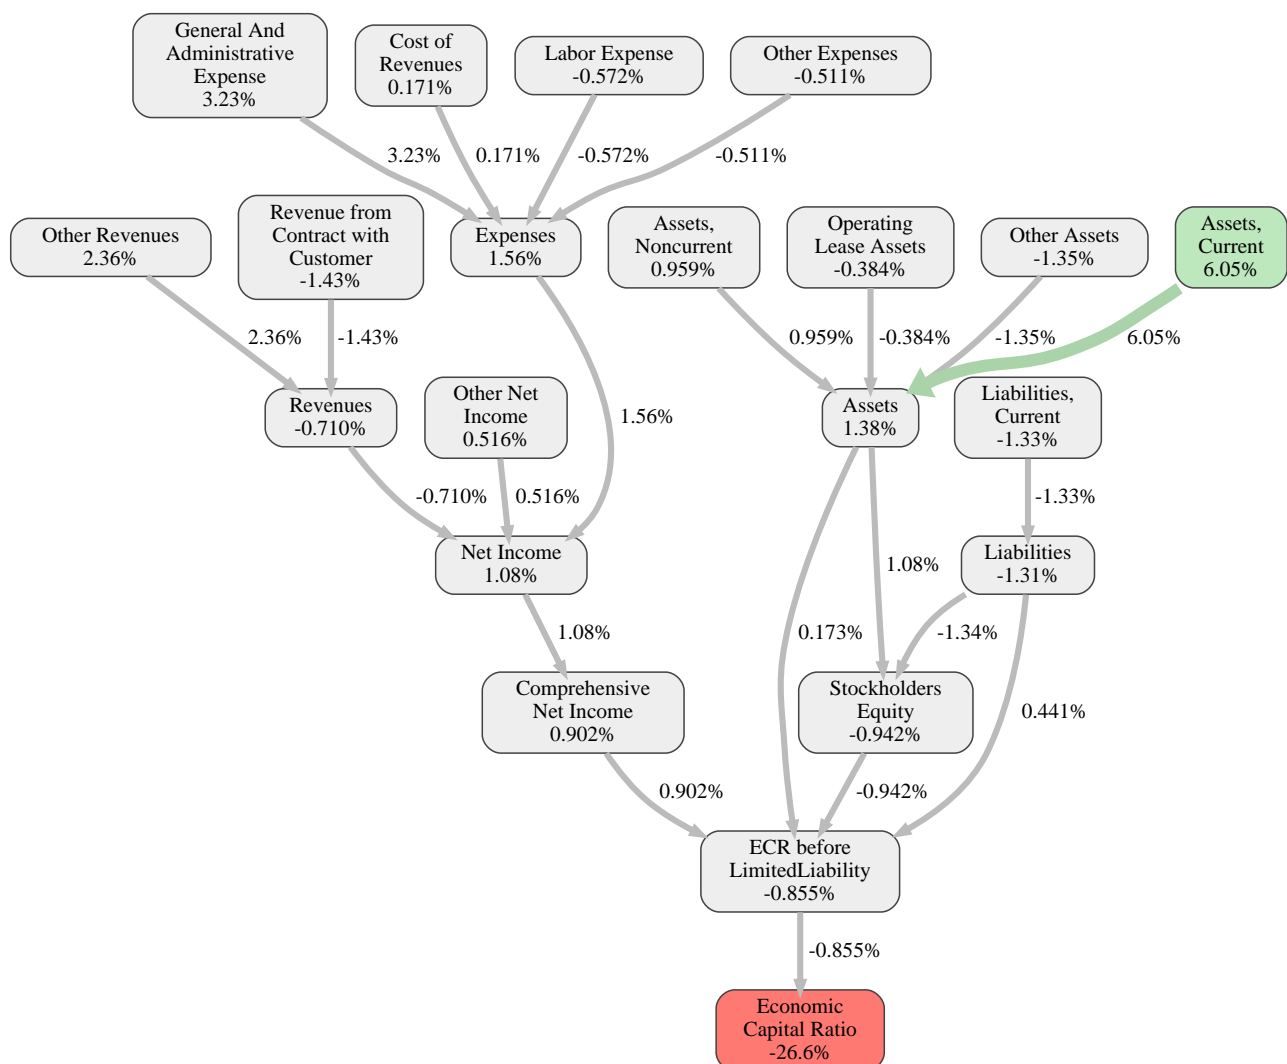 General And
Administrative
Expense
3.23%
Cost of
Revenues
0.171%
Labor Expense
-0.572%
Other Expenses
-0.511%
3.23%
0.171%
-0.572%
-0.511%
Other Revenues
2.36%
Revenue from
Contract with
Customer
-1.43%
Expenses
1.56%
Assets,
Noncurrent
0.959%
Operating
Lease Assets
-0.384%
Other Assets
-1.35%
Assets,
Current
6.05%
2.36%
-1.43%
0.959%
-0.384%
-1.35%
6.05%
Revenues
-0.710%
Other Net
Income
0.516%
1.56%
Assets
1.38%
Liabilities,
Current
-1.33%
-0.710%
0.516%
-1.33%
Net Income
1.08%
1.08%
Liabilities
-1.31%
1.08%
0.173%
-1.34%
0.441%
Comprehensive
Net Income
0.902%
Stockholders
Equity
-0.942%
0.902%
-0.942%
ECR before
LimitedLiability
-0.855%
-0.855%
Economic
Capital Ratio
-26.6%